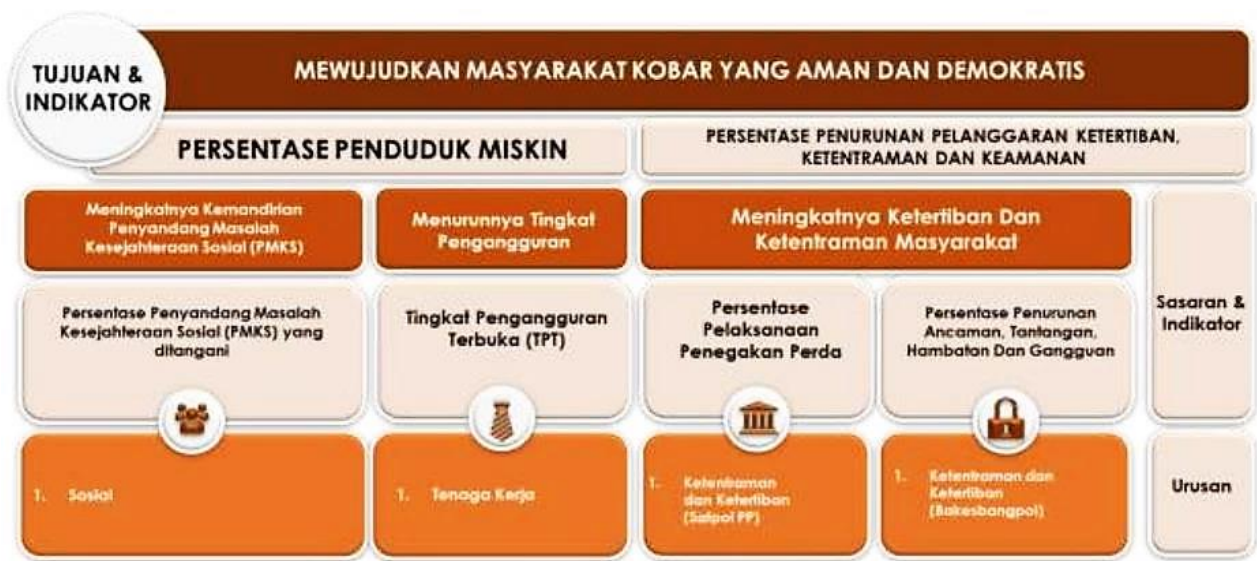 TUJUAN &
INDIKATOR
MEWUJUDKAN MASYARAKAT KOBAR YANG AMAN DAN DEMOKRATIS
PERSENTASE PENDUDUK MISKIN
PERSENTASE PENURUNAN PELANGGARAN KETERTIBAN,
KETENTRAMAN DAN KEAMANAN
Meningkatnya Kemandirian
Penyandang Masalah
Kesejahteraan Sosial (PMKS)
Menurunnya Tingkat
Pengangguran
Meningkatnya Ketertiban Dan
Ketentraman Masyarakat
Sasaran &
Indikator
Persentase Penyandang Masalah
Kesejahteraan Sosial (PMKS) yang
ditangani
Tingkat Pengangguran
Terbuka (TPT)
Persentase
Pelaksanaan
Penegakan Perda
Persentase Penurunan
Ancaman, Tantangan,
Hambatan Dan Gangguan
1. Sosial
1. Tenaga Kerja
1. Ketentraman
dan Ketertiban
(Satpol PP)
1. Ketentraman dan
Ketertiban
(Bakesbangpol)
Urusan